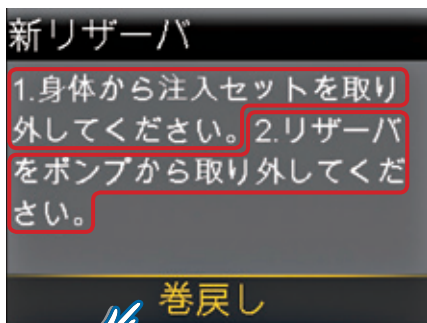 新リザーバ
1.身体から注入セットを取り
外してください。2.リザーバ
をポンプから取り外してくだ
さい。
巻戻し